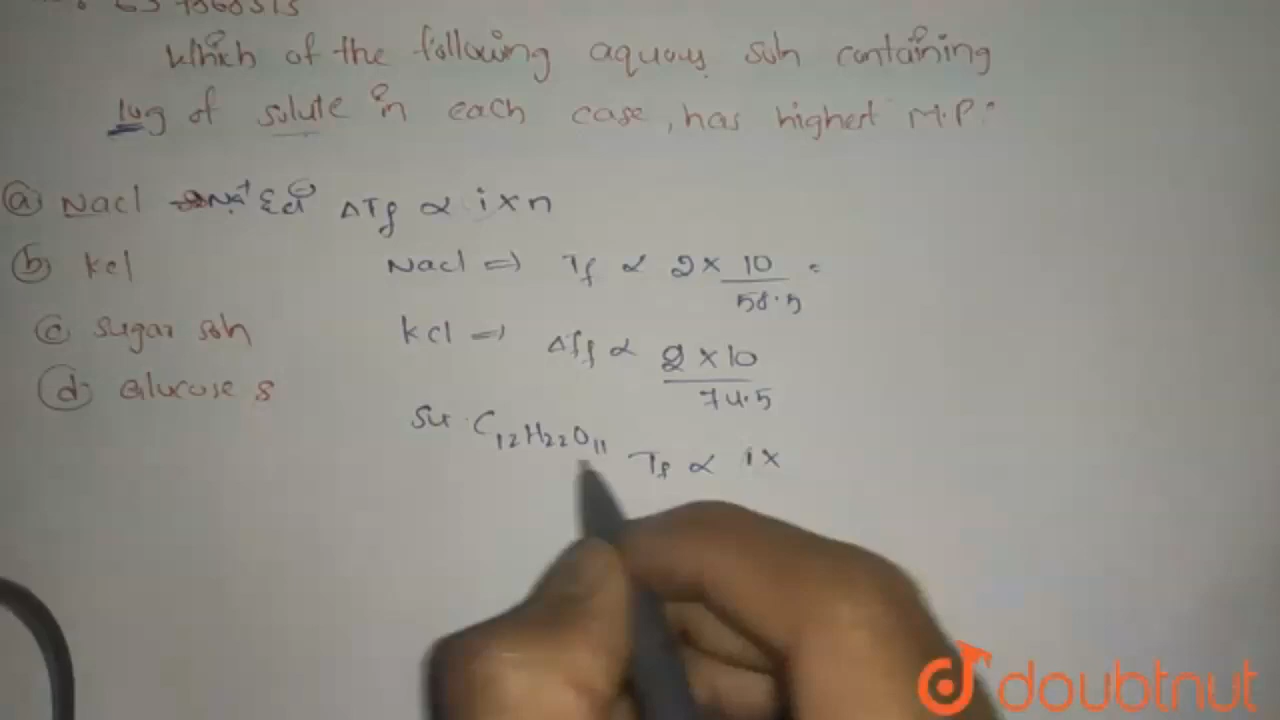 Which of the following aquous soln containing
10g of solute in each case, has highest M.P.
(a) Nacl Na+ & Cl- ΔTf ∝ i x n
(b) Kcl
Nacl => Tf ∝ 2 x 10 / 58.5 =
(c) sugar soln
Kcl => ΔTf ∝ 2 x 10 / 74.5
(d) Glucose s
Su. C12H22O11 Tf ∝ 1 x
doubtnut